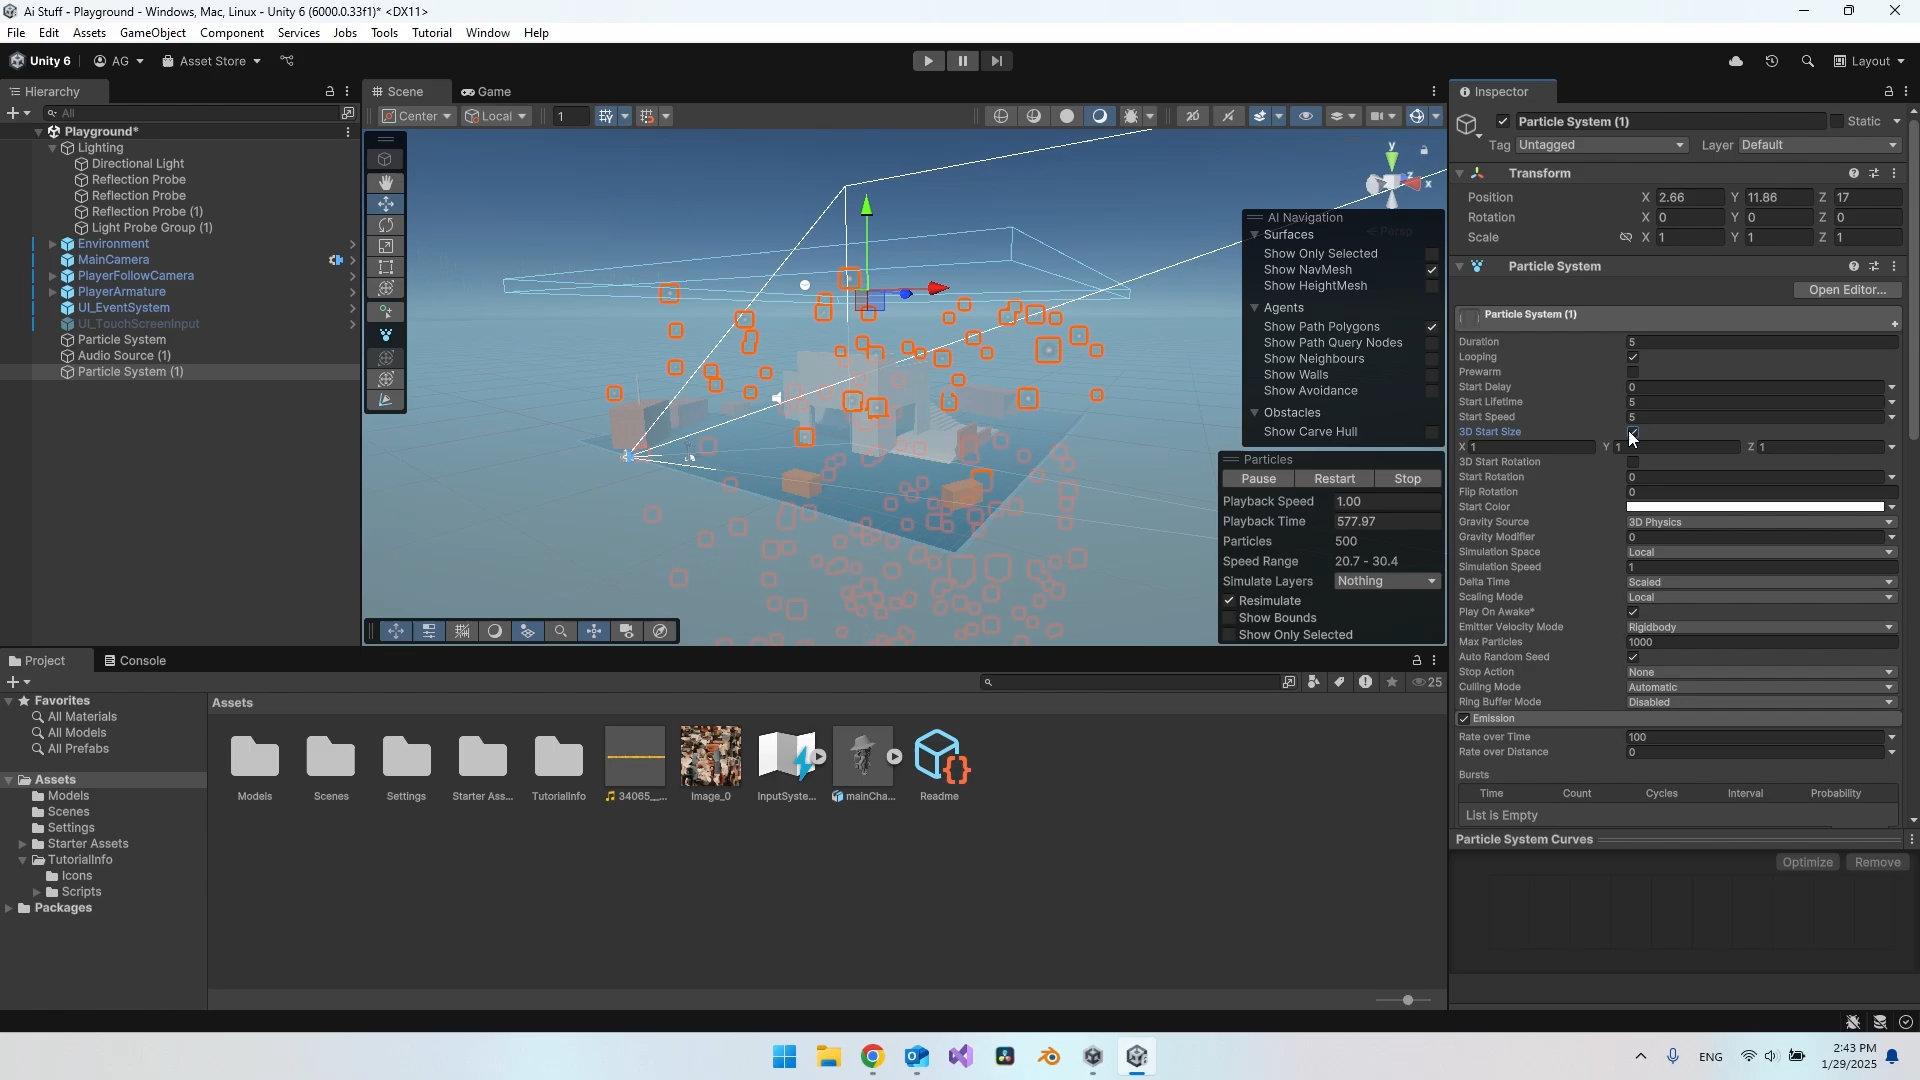 Ai Stuff - Playground - Windows, Mac, Linux - Unity 6 (6000.0.33f1)* <DX11>
File Edit Assets GameObject Component Services Jobs Tools Tutorial Window Help
Unity 6 AG Asset Store Layout
Hierarchy
All
Playground*
Lighting
Directional Light
Reflection Probe
Reflection Probe
Reflection Probe (1)
Light Probe Group (1)
Environment
MainCamera
PlayerFollowCamera
PlayerArmature
UI_EventSystem
UI_TouchScreenInput
Particle System
Audio Source (1)
Particle System (1)
Scene Game
Center Local 1
2D
y
x
z
Persp
AI Navigation
Surfaces
Show Only Selected
Show NavMesh
Show HeightMesh
Agents
Show Path Polygons
Show Path Query Nodes
Show Neighbours
Show Walls
Show Avoidance
Obstacles
Show Carve Hull
Particles
Pause Restart Stop
Playback Speed 1.00
Playback Time 577.97
Particles 500
Speed Range 20.7 - 30.4
Simulate Layers Nothing
Resimulate
Show Bounds
Show Only Selected
Inspector
Particle System (1) Static
Tag Untagged Layer Default
Transform
Position X 2.66 Y 11.86 Z 17
Rotation X 0 Y 0 Z 0
Scale X 1 Y 1 Z 1
Particle System
Open Editor...
Particle System (1)
Duration 5
Looping
Prewarm
Start Delay 0
Start Lifetime 5
Start Speed 5
3D Start Size
X 1 Y 1 Z 1
3D Start Rotation
Start Rotation 0
Flip Rotation 0
Start Color
Gravity Source 3D Physics
Gravity Modifier 0
Simulation Space Local
Simulation Speed 1
Delta Time Scaled
Scaling Mode Local
Play On Awake*
Emitter Velocity Mode Rigidbody
Max Particles 1000
Auto Random Seed
Stop Action None
Culling Mode Automatic
Ring Buffer Mode Disabled
Emission
Rate over Time 100
Rate over Distance 0
Bursts
Time Count Cycles Interval Probability
List is Empty
Particle System Curves
Optimize Remove
Project Console
25
Favorites
All Materials
All Models
All Prefabs
Assets
Models
Scenes
Settings
Starter Assets
TutorialInfo
Icons
Scripts
Packages
Assets
Models Scenes Settings Starter Ass... TutorialInfo 34065__... Image_0 InputSyste... mainCha... Readme
ENG
2:43 PM
1/29/2025